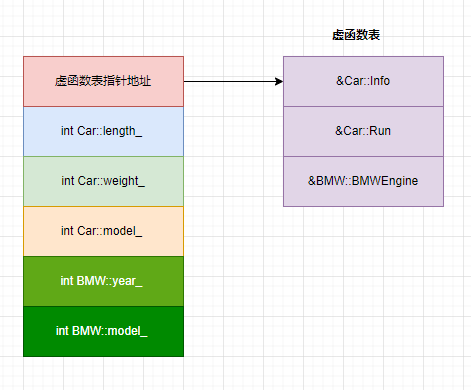 虚函数表
虚函数表指针地址
&Car::Info
int Car::length_
&Car::Run
int Car::weight_
&BMW::BMWEngine
int Car::model_
int BMW::year_
int BMW::model_